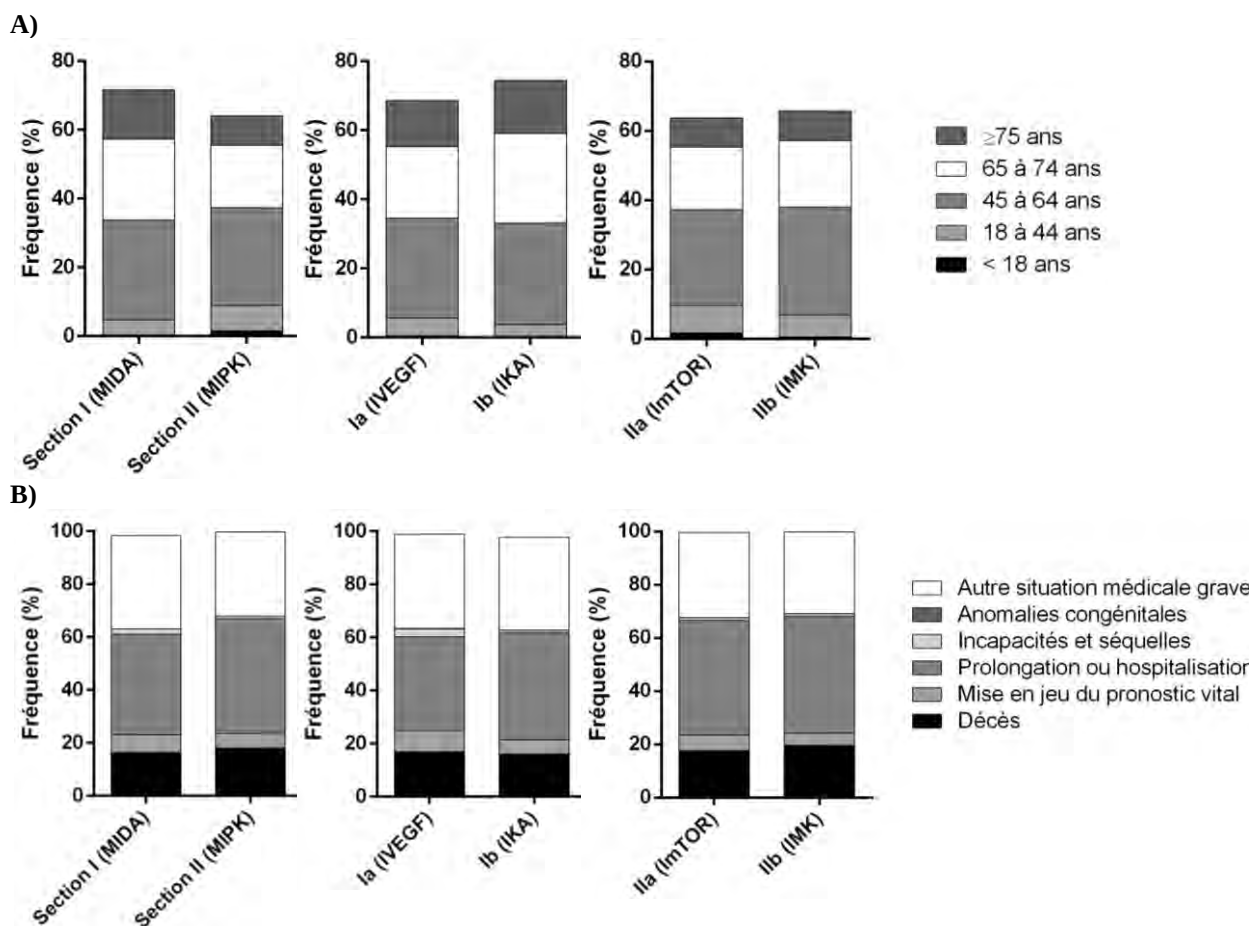 A)
Fréquence (%)
80
60
40
20
0
Section I (MIDA)
Section II (MIPK)
Fréquence (%)
80
60
40
20
0
Ia (IVEGF)
Ib (IKA)
Fréquence (%)
80
60
40
20
0
IIa (ImTOR)
IIb (IMK)
≥75 ans
65 à 74 ans
45 à 64 ans
18 à 44 ans
< 18 ans
B)
Fréquence (%)
100
80
60
40
20
0
Section I (MIDA)
Section II (MIPK)
Fréquence (%)
100
80
60
40
20
0
Ia (IVEGF)
Ib (IKA)
Fréquence (%)
100
80
60
40
20
0
IIa (ImTOR)
IIb (IMK)
Autre situation médicale grave
Anomalies congénitales
Incapacités et séquelles
Prolongation ou hospitalisation
Mise en jeu du pronostic vital
Décès